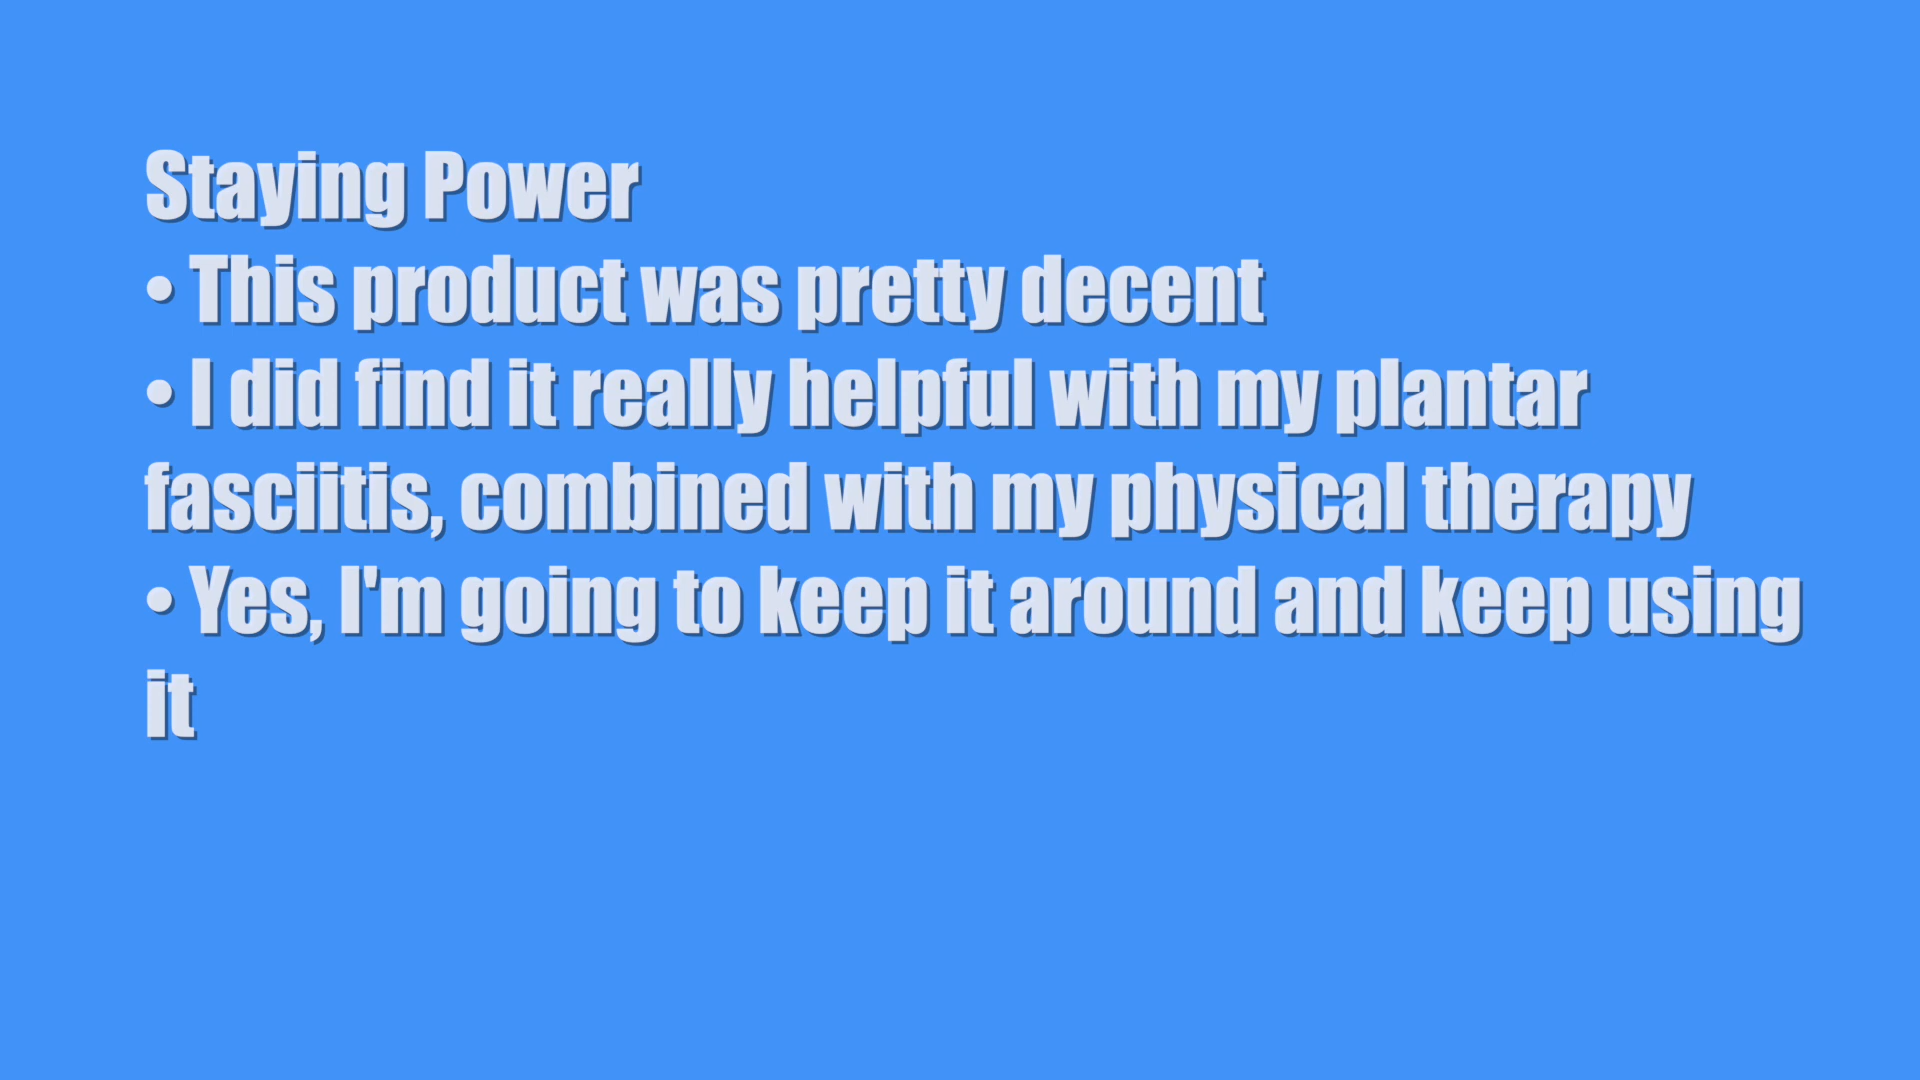 Staying Power
• This product was pretty decent
• I did find it really helpful with my plantar
fasciitis, combined with my physical therapy
• Yes, I'm going to keep it around and keep using
it